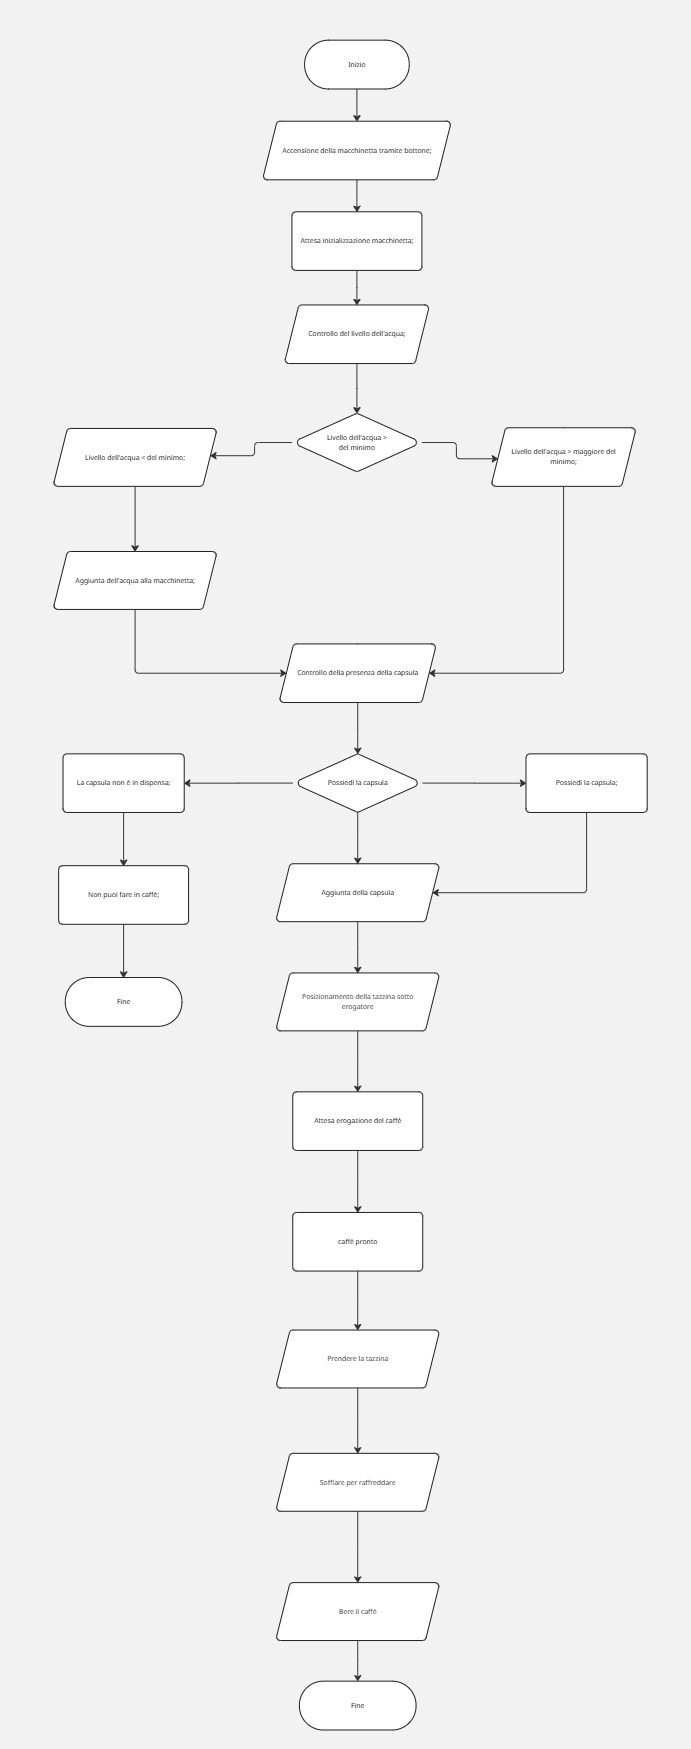 Inizio
Accensione della macchinetta tramite bottone;
Attesa inizializzazione macchinetta;
Controllo del livello dell'acqua;
Livello dell'acqua >
del minimo
Livello dell'acqua < del minimo;
Livello dell'acqua > maggiore del
minimo;
Aggiunta dell'acqua alla macchinetta;
Controllo della presenza della capsula
La capsula non è in dispensa;
Possiedi la capsula
Possiedi la capsula;
Non puoi fare in caffè;
Aggiunta della capsula
Fine
Posizionamento della tazzina sotto
erogatore
Attesa erogazione del caffè
caffè pronto
Prendere la tazzina
Soffiare per raffreddare
Bere il caffè
Fine